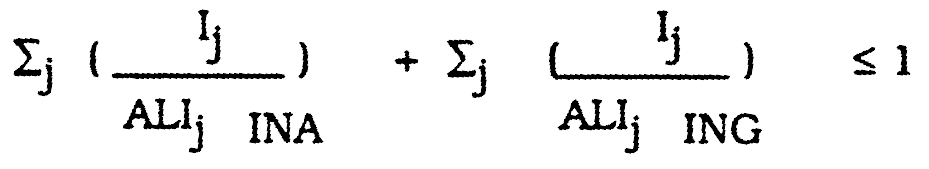 Σj ( Ij / ALIj ) INA + Σj ( Ij / ALIj ) ING ≤ 1